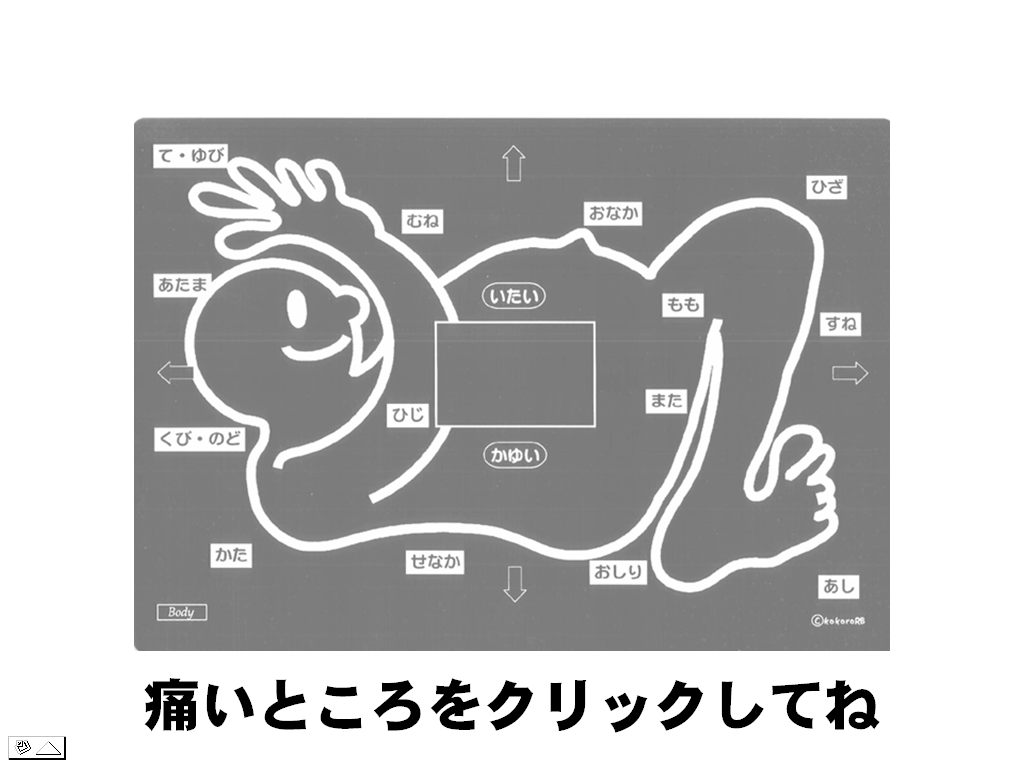 て・ゆび
ひざ
むね
おなか
あたま
いたい
もも
すね
また
ひじ
くび・のど
かゆい
かた
せなか
おしり
あし
Body
©kokoroRB
痛いところをクリックしてね